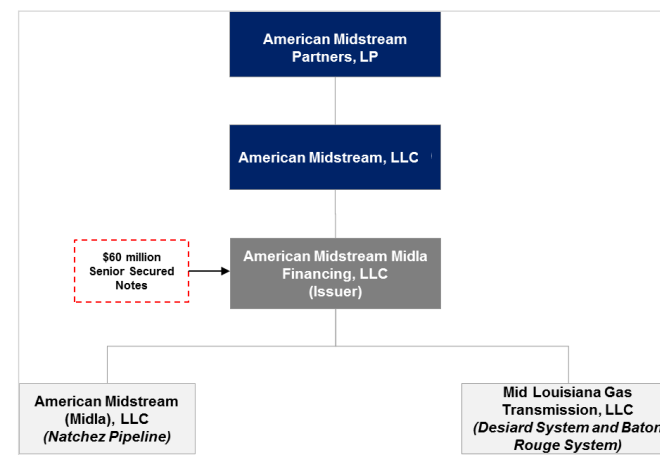 American Midstream
Partners, LP
American Midstream, LLC
$60 million
Senior Secured
Notes
American Midstream Midla
Financing, LLC
(Issuer)
American Midstream
(Midla), LLC
(Natchez Pipeline)
Mid Louisiana Gas
Transmission, LLC
(Desiard System and Baton
Rouge System)